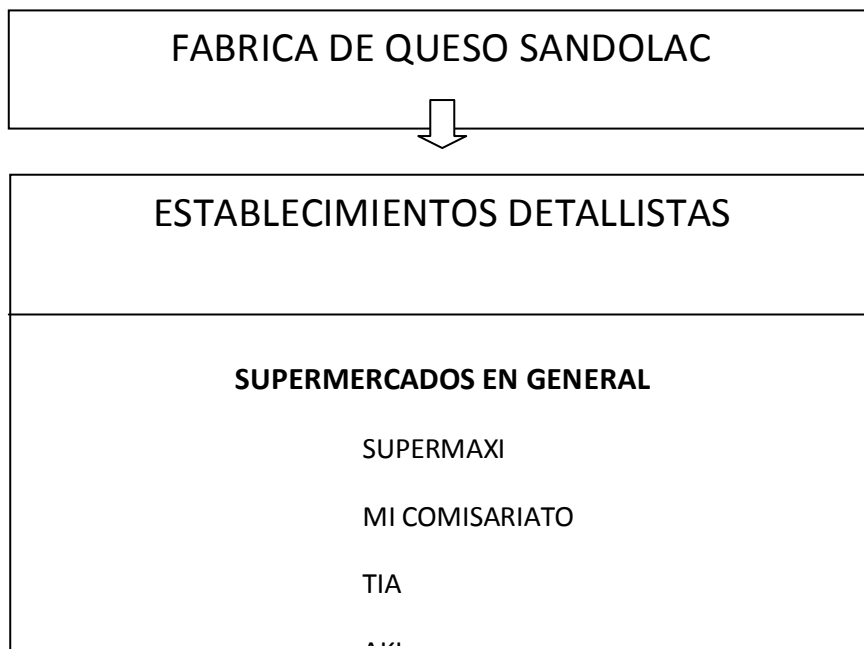 FABRICA DE QUESO SANDOLAC
ESTABLECIMIENTOS DETALLISTAS
SUPERMERCADOS EN GENERAL
SUPERMAXI
MI COMISARIATO
TIA